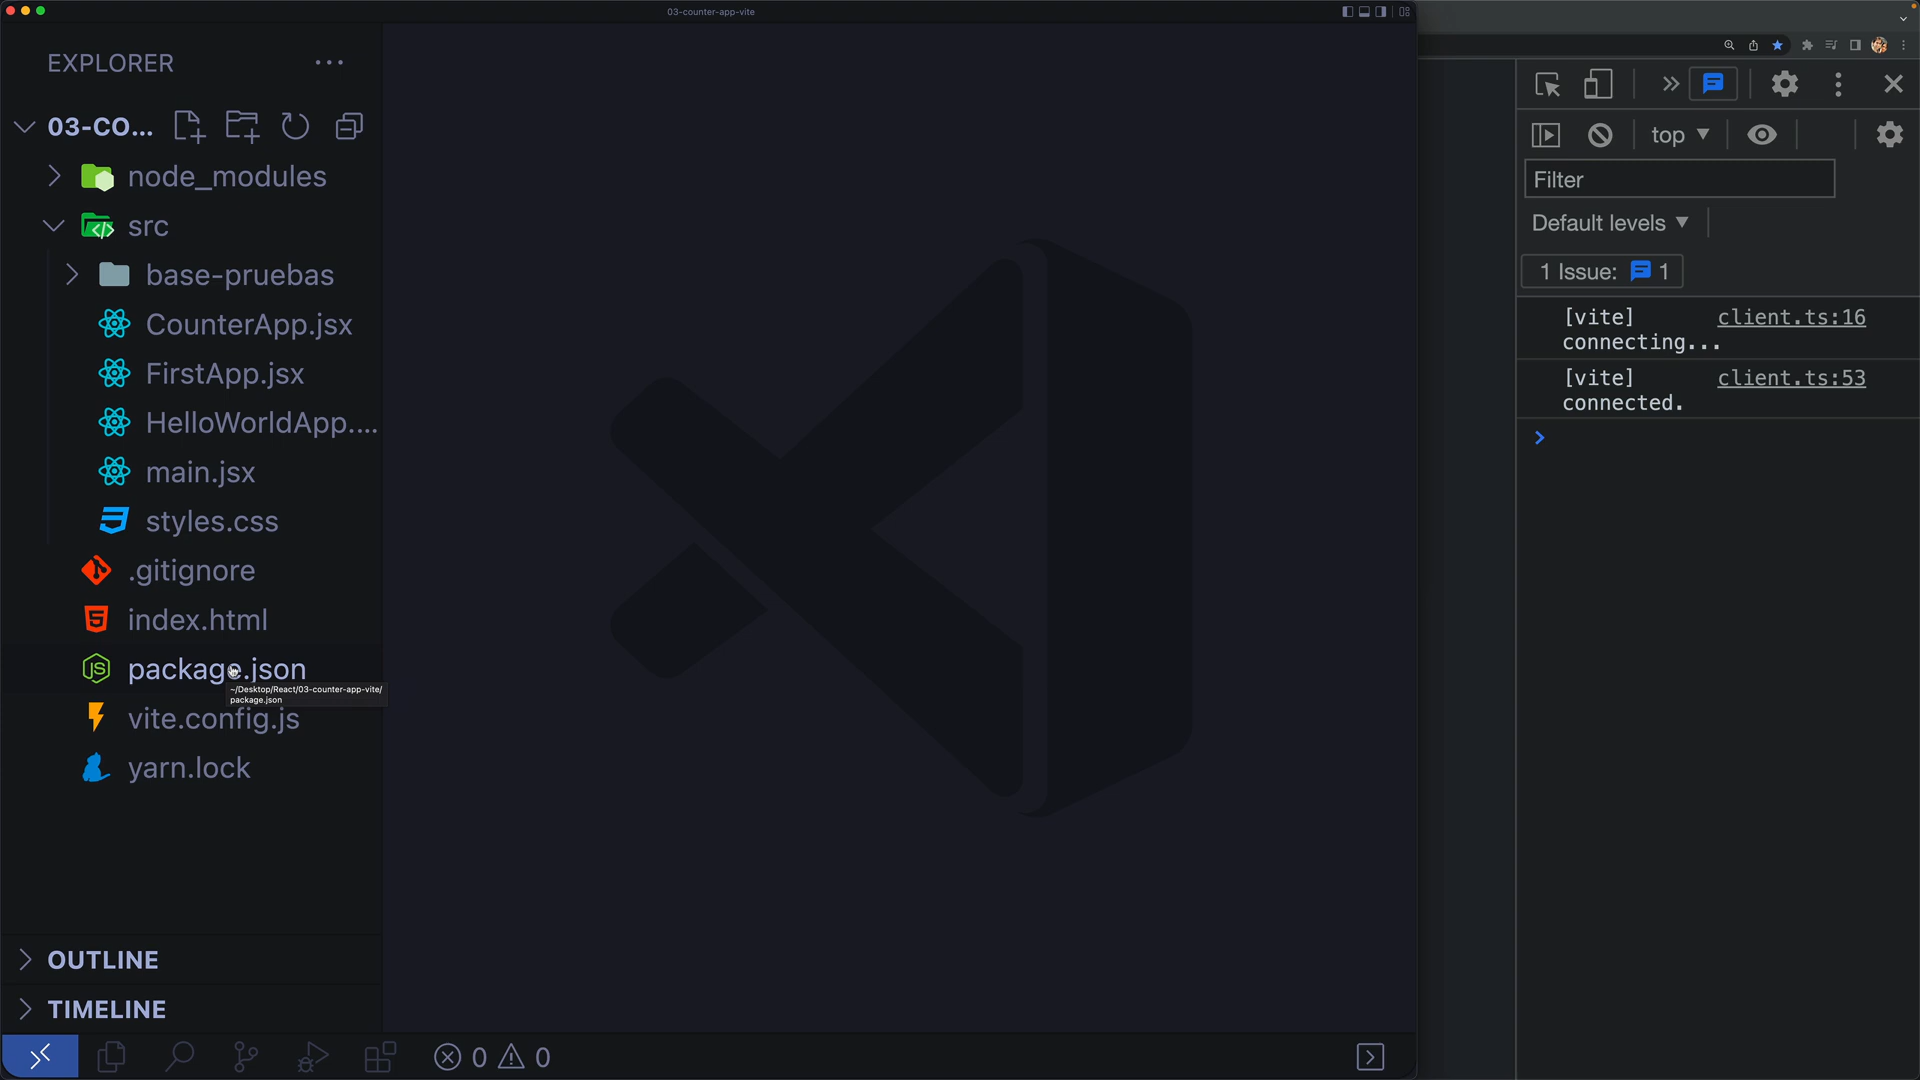 03-counter-app-vite
EXPLORER
03-CO...
node_modules
src
base-pruebas
CounterApp.jsx
FirstApp.jsx
HelloWorldApp....
main.jsx
styles.css
.gitignore
index.html
package.json
~/Desktop/React/03-counter-app-vite/
package.json
vite.config.js
yarn.lock
OUTLINE
TIMELINE
0 0
top
Filter
Default levels
1 Issue: 1
[vite] client.ts:16
connecting...
[vite] client.ts:53
connected.